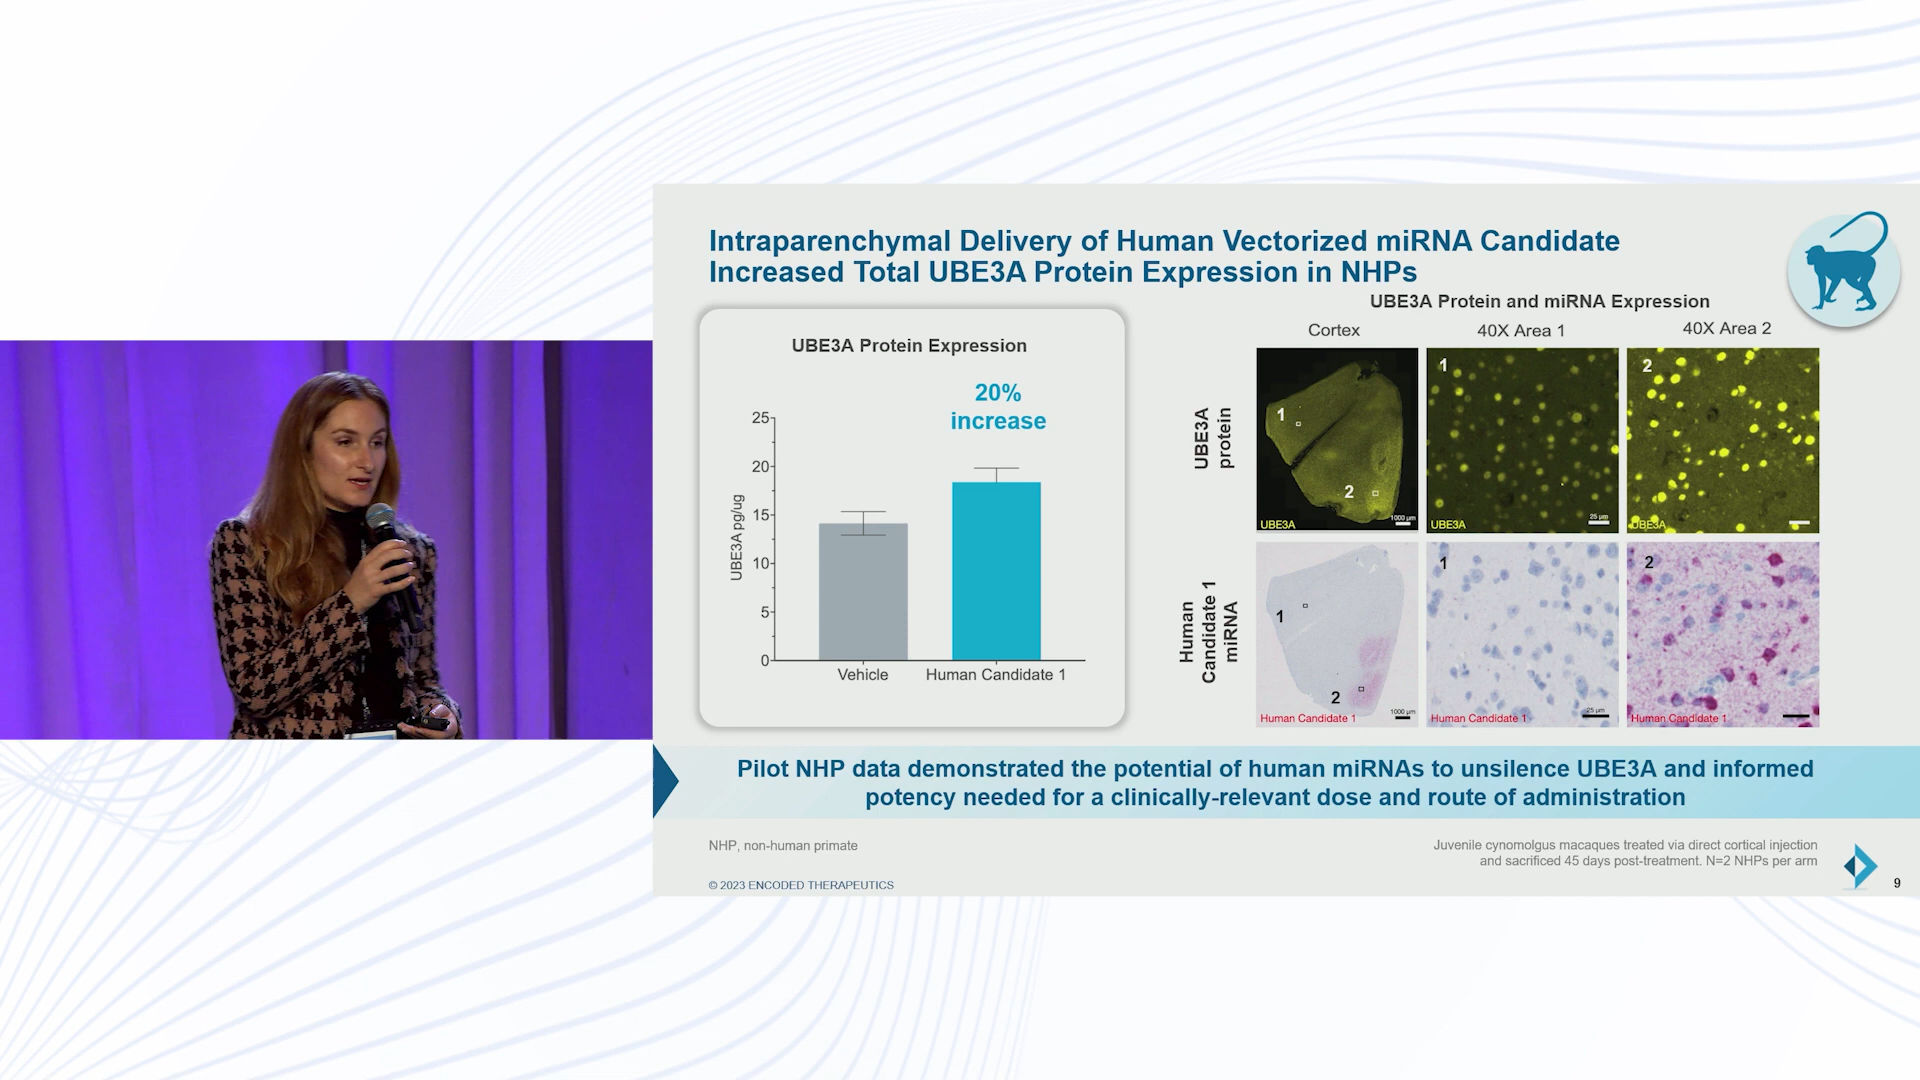 Intraparenchymal Delivery of Human Vectorized miRNA Candidate
Increased Total UBE3A Protein Expression in NHPs
UBE3A Protein Expression
20%
increase
UBE3A pg/ug
25
20
15
10
5
0
Vehicle
Human Candidate 1
UBE3A Protein and miRNA Expression
Cortex
40X Area 1
40X Area 2
UBE3A
protein
1
2
UBE3A
1000 µm
1
UBE3A
25 µm
2
UBE3A
Human
Candidate 1
miRNA
1
2
Human Candidate 1
1000 µm
1
Human Candidate 1
25 µm
2
Human Candidate 1
Pilot NHP data demonstrated the potential of human miRNAs to unsilence UBE3A and informed
potency needed for a clinically-relevant dose and route of administration
NHP, non-human primate
Juvenile cynomolgus macaques treated via direct cortical injection
and sacrificed 45 days post-treatment. N=2 NHPs per arm
© 2023 ENCODED THERAPEUTICS
9